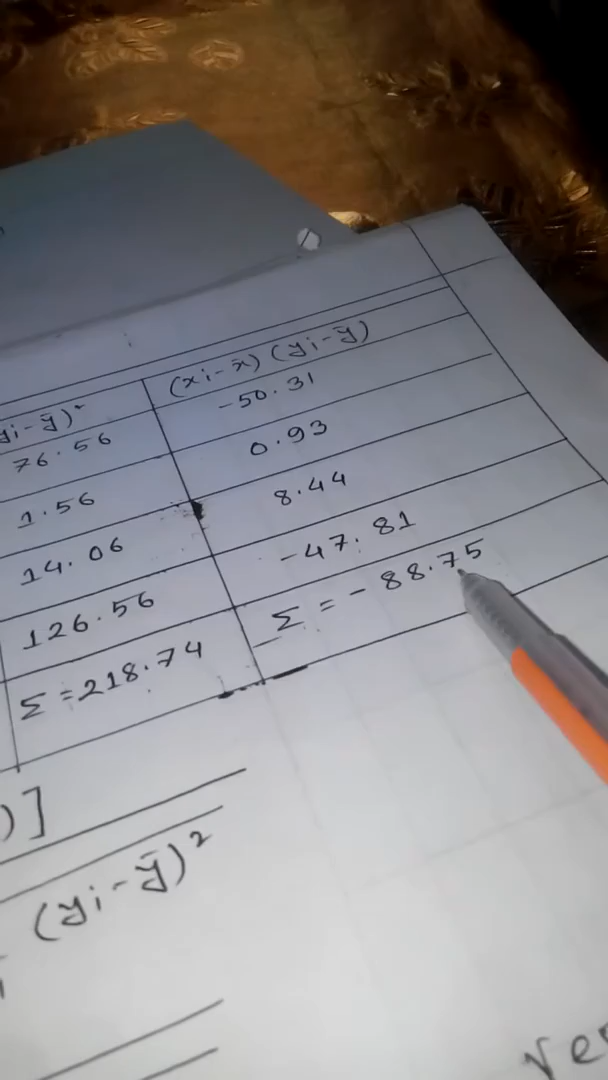 yi-ȳ)² (xi-x̄) (yi-ȳ)
76.56 -50.31
1.56 0.93
14.06 8.44
126.56 -47.81
Σ = 218.74 Σ = - 88.75
)]
(yi-ȳ)²